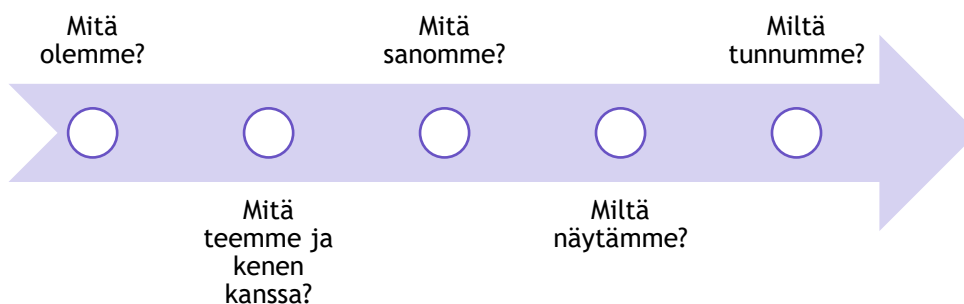 Mitä
olemme?
Mitä
teemme ja
kenen
kanssa?
Mitä
sanomme?
Miltä
näytämme?
Miltä
tunnumme?